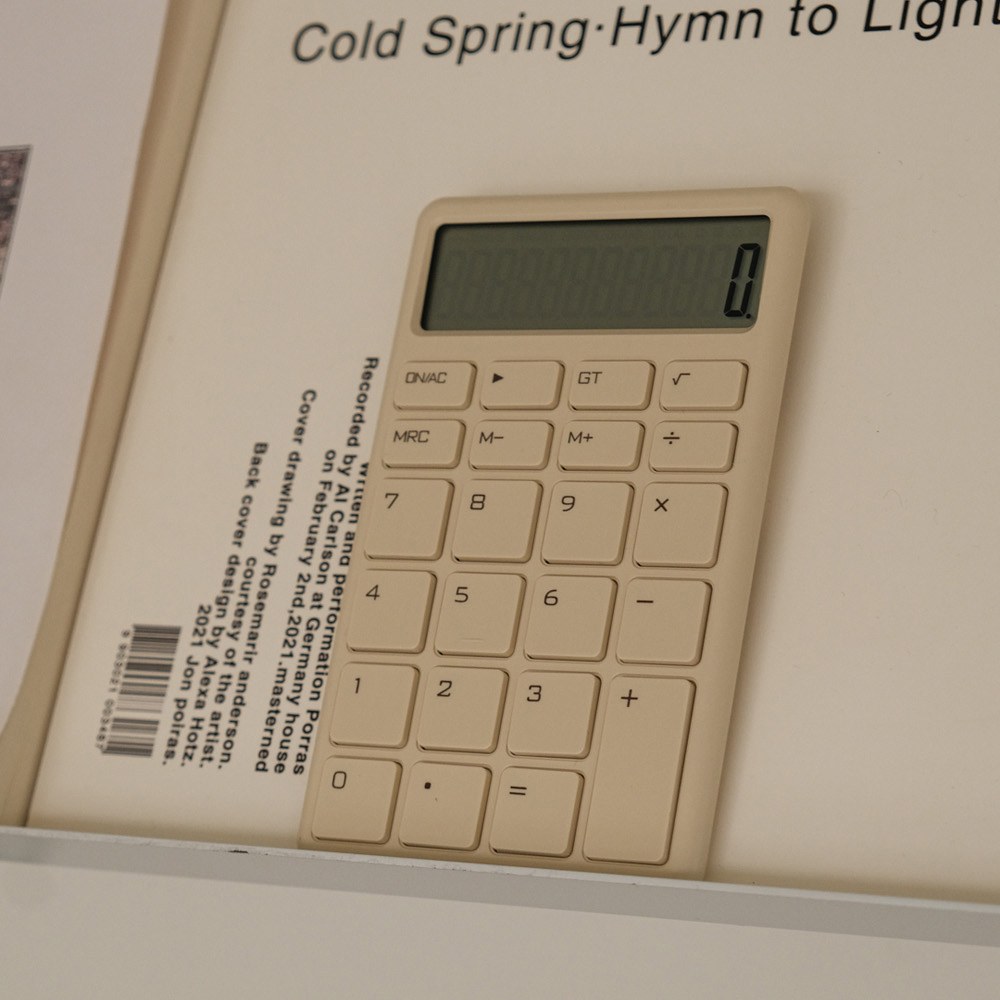 Cold Spring·Hymn to Light
0.
ON/AC ▶ GT √
MRC M− M+ ÷
7 8 9 ×
4 5 6 −
1 2 3 +
0 . =
Written and performation Porras
Recorded by Al Carlson at Germany house
on February 2nd,2021.masterned
Cover drawing by Rosemarir anderson.
courtesy of the artist.
Back cover design by Alexa Hotz.
2021 Jon poiras.